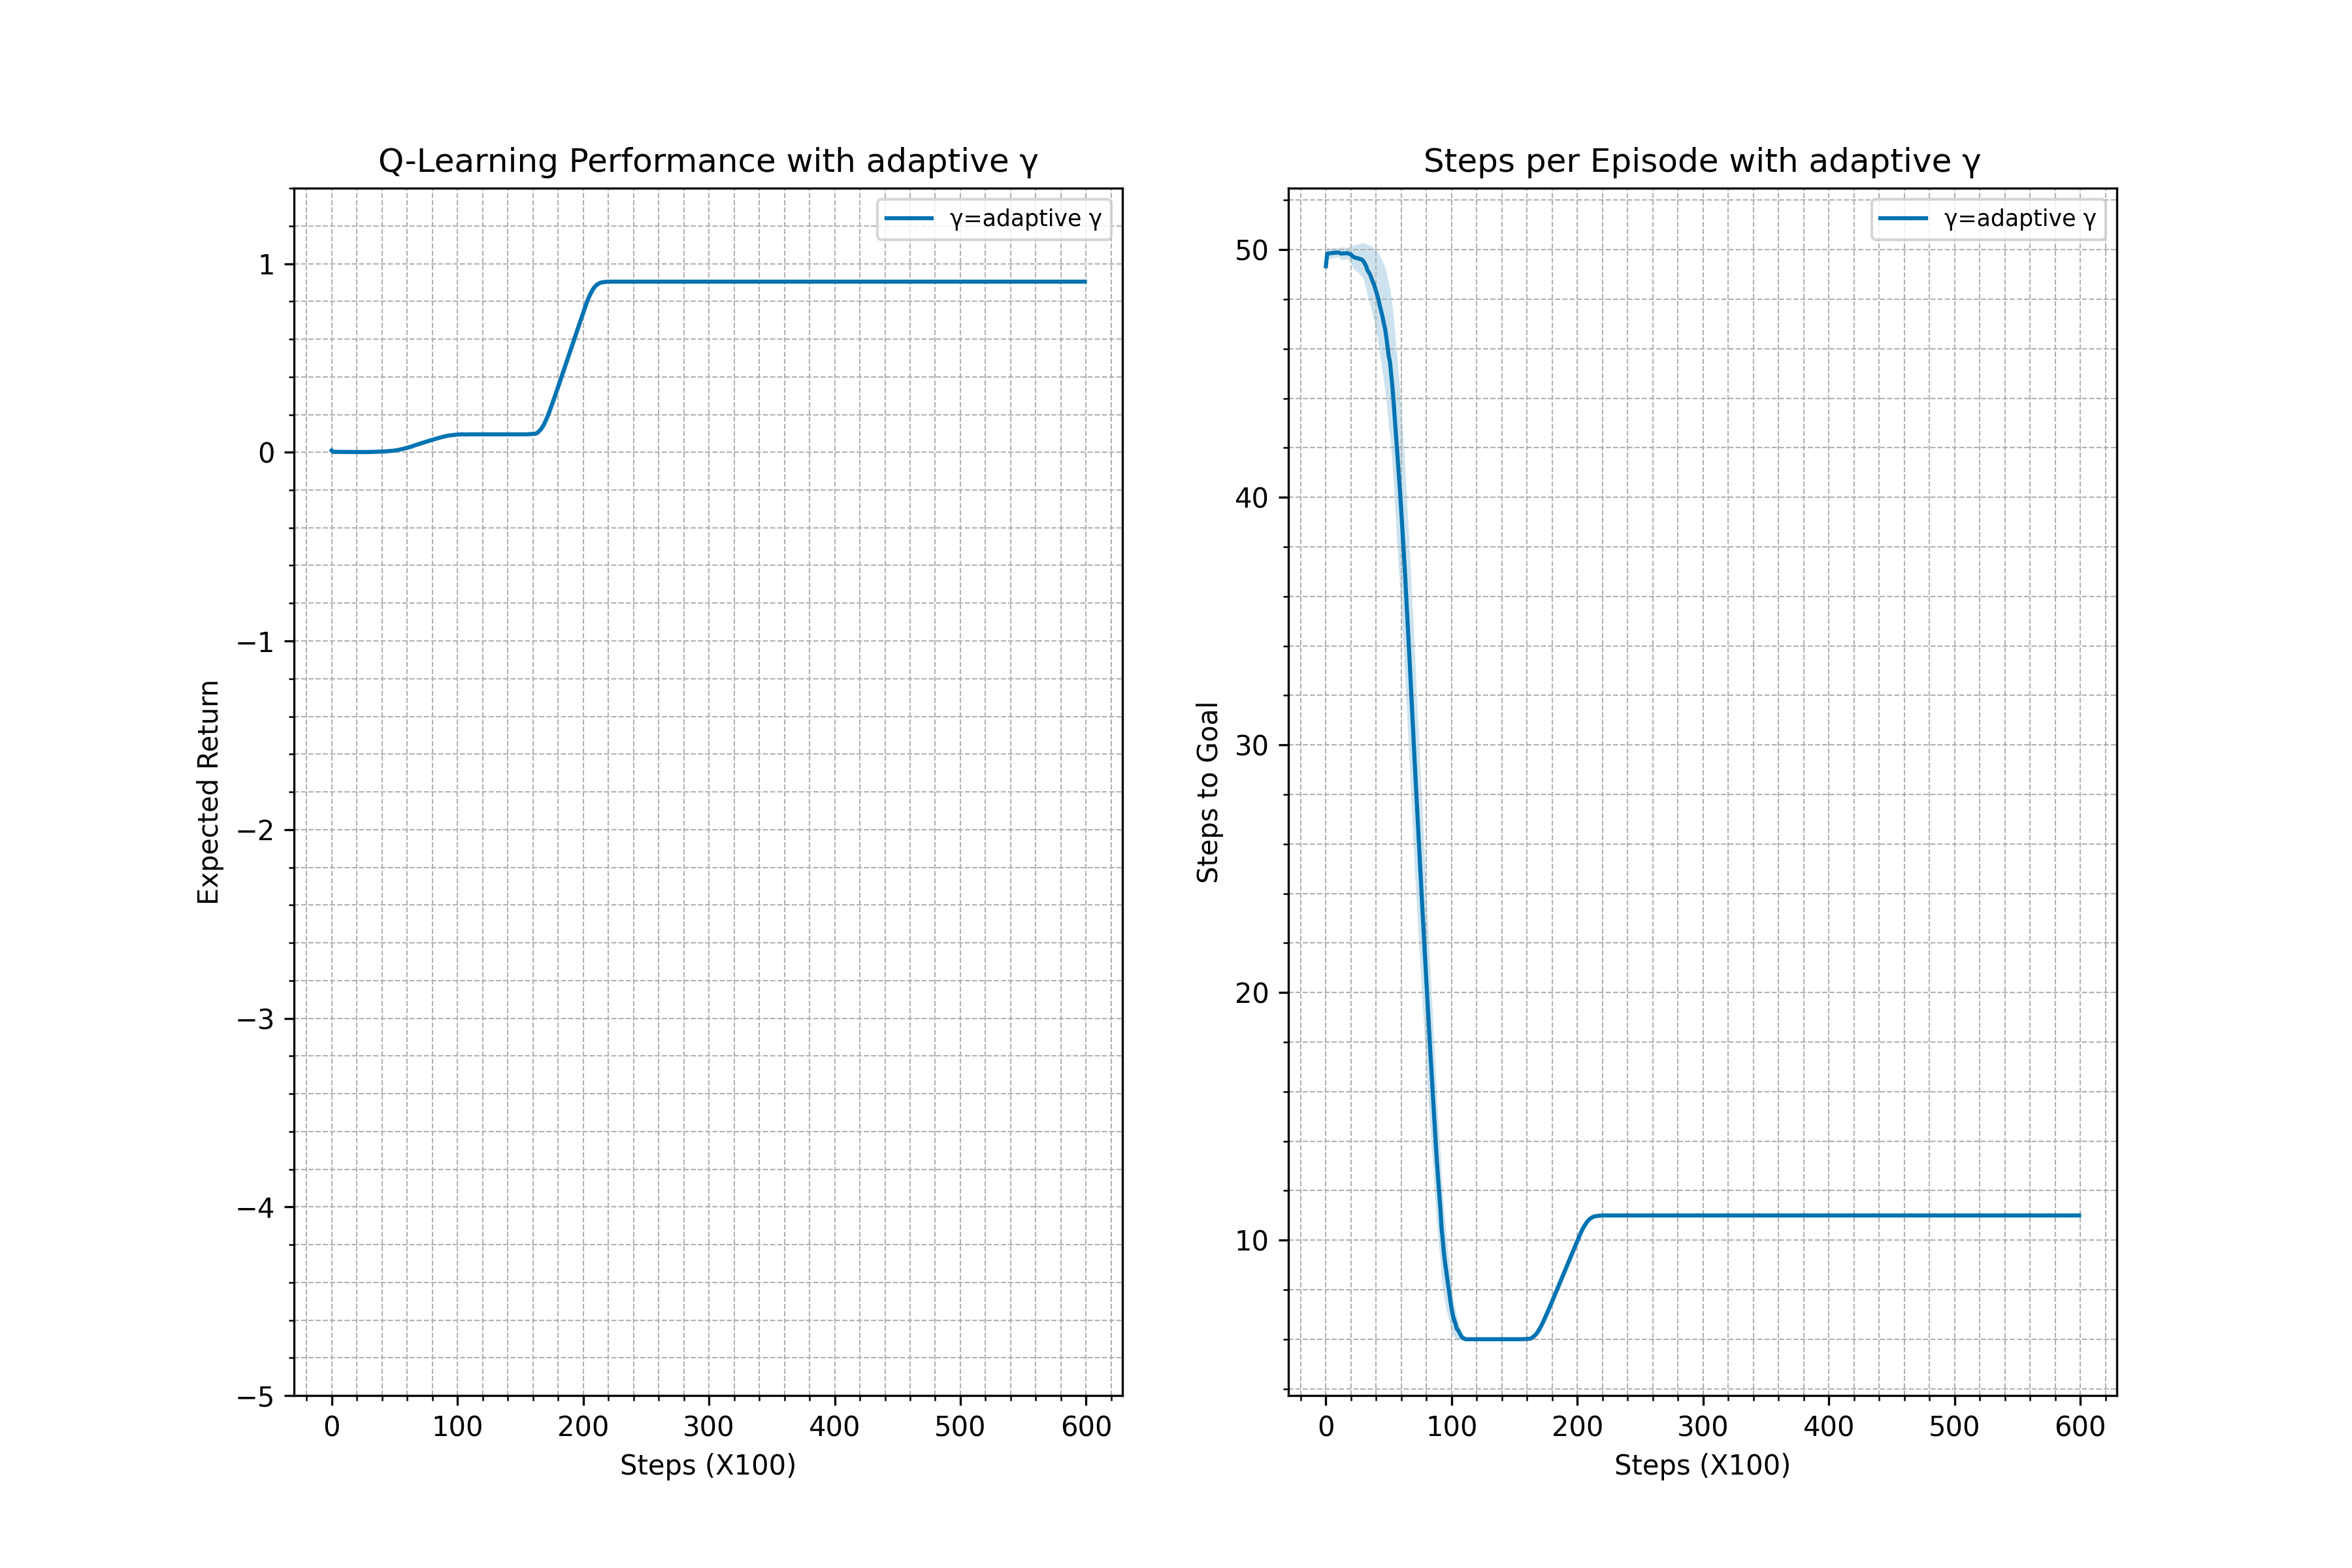 Q-Learning Performance with adaptive γ
γ=adaptive γ
Expected Return
1
0
−1
−2
−3
−4
−5
0 100 200 300 400 500 600
Steps (X100)
Steps per Episode with adaptive γ
γ=adaptive γ
Steps to Goal
50
40
30
20
10
0 100 200 300 400 500 600
Steps (X100)